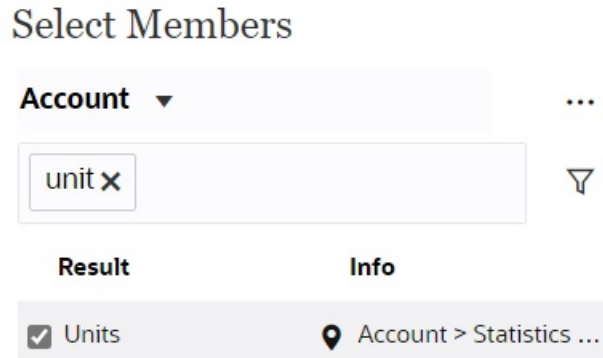 Select Members
Account
...
unit
Result Info
Units Account > Statistics ...